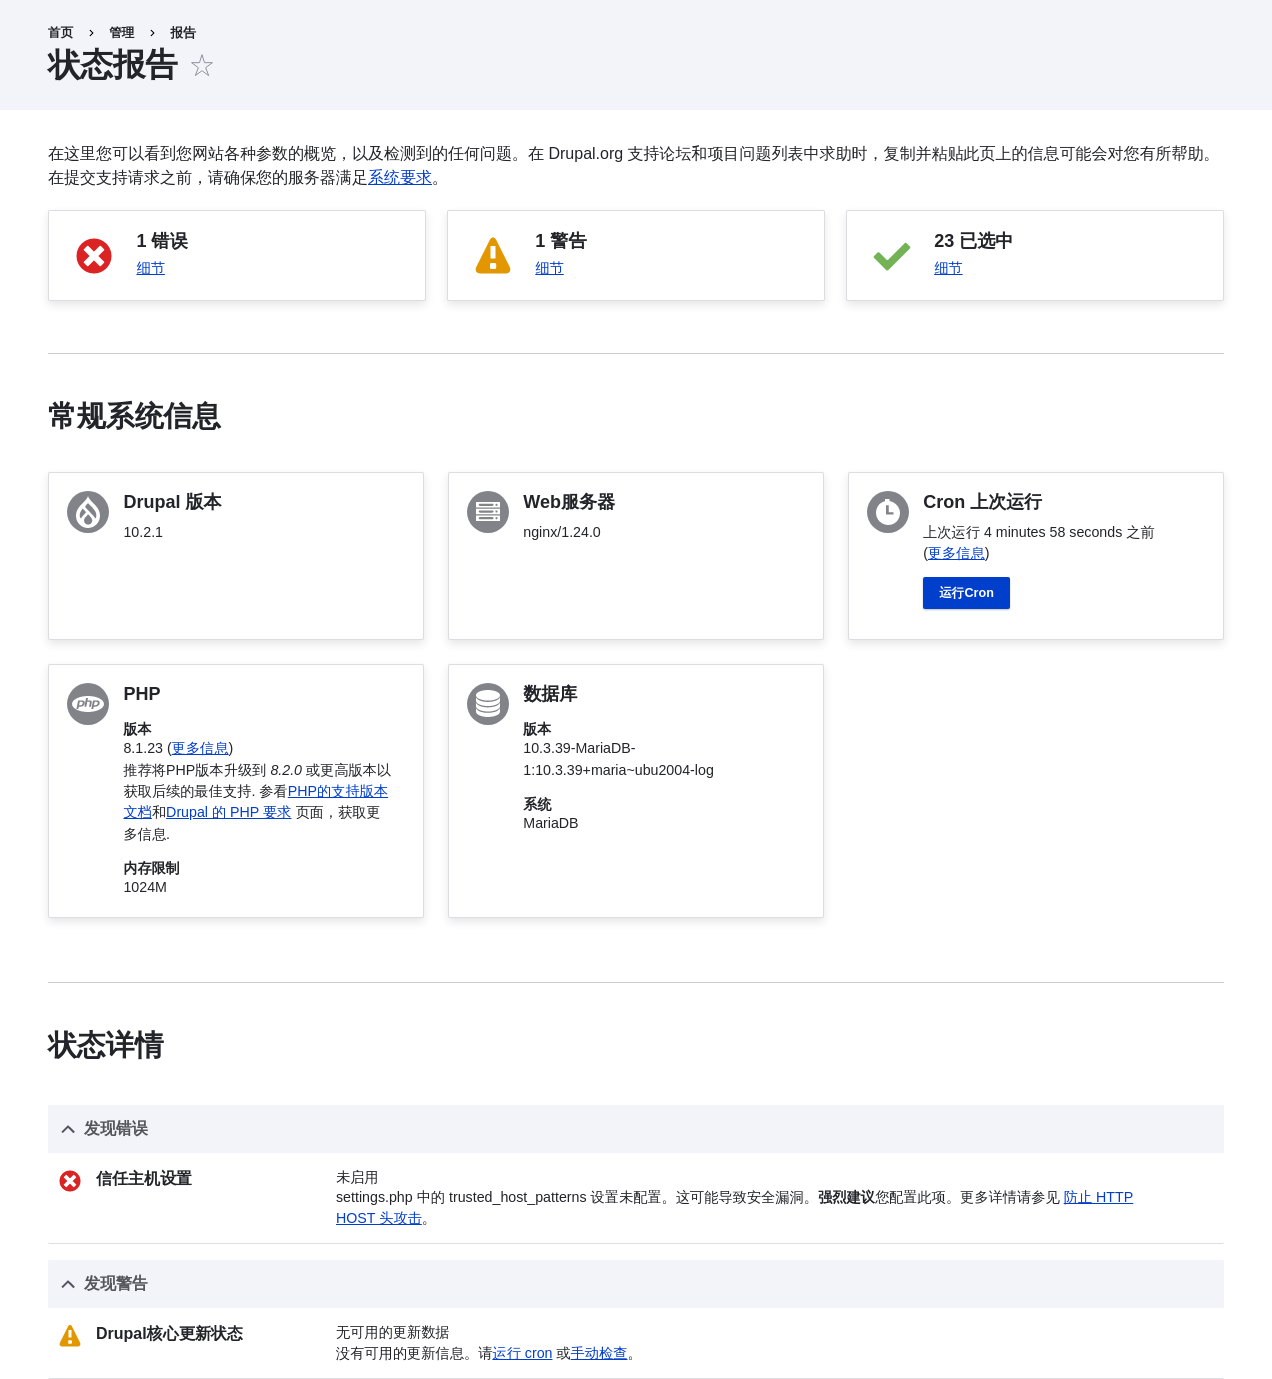 首页 › 管理 › 报告
状态报告
在这里您可以看到您网站各种参数的概览，以及检测到的任何问题。在 Drupal.org 支持论坛和项目问题列表中求助时，复制并粘贴此页上的信息可能会对您有所帮助。
在提交支持请求之前，请确保您的服务器满足系统要求。
1 错误
细节
1 警告
细节
23 已选中
细节
常规系统信息
Drupal 版本
10.2.1
Web服务器
nginx/1.24.0
Cron 上次运行
上次运行 4 minutes 58 seconds 之前
(更多信息)
运行Cron
php
PHP
版本
8.1.23 (更多信息)
推荐将PHP版本升级到 8.2.0 或更高版本以
获取后续的最佳支持. 参看PHP的支持版本
文档和Drupal 的 PHP 要求 页面，获取更
多信息.
内存限制
1024M
数据库
版本
10.3.39-MariaDB-
1:10.3.39+maria~ubu2004-log
系统
MariaDB
状态详情
发现错误
信任主机设置
未启用
settings.php 中的 trusted_host_patterns 设置未配置。这可能导致安全漏洞。强烈建议您配置此项。更多详情请参见 防止 HTTP
HOST 头攻击。
发现警告
Drupal核心更新状态
无可用的更新数据
没有可用的更新信息。请运行 cron 或手动检查。